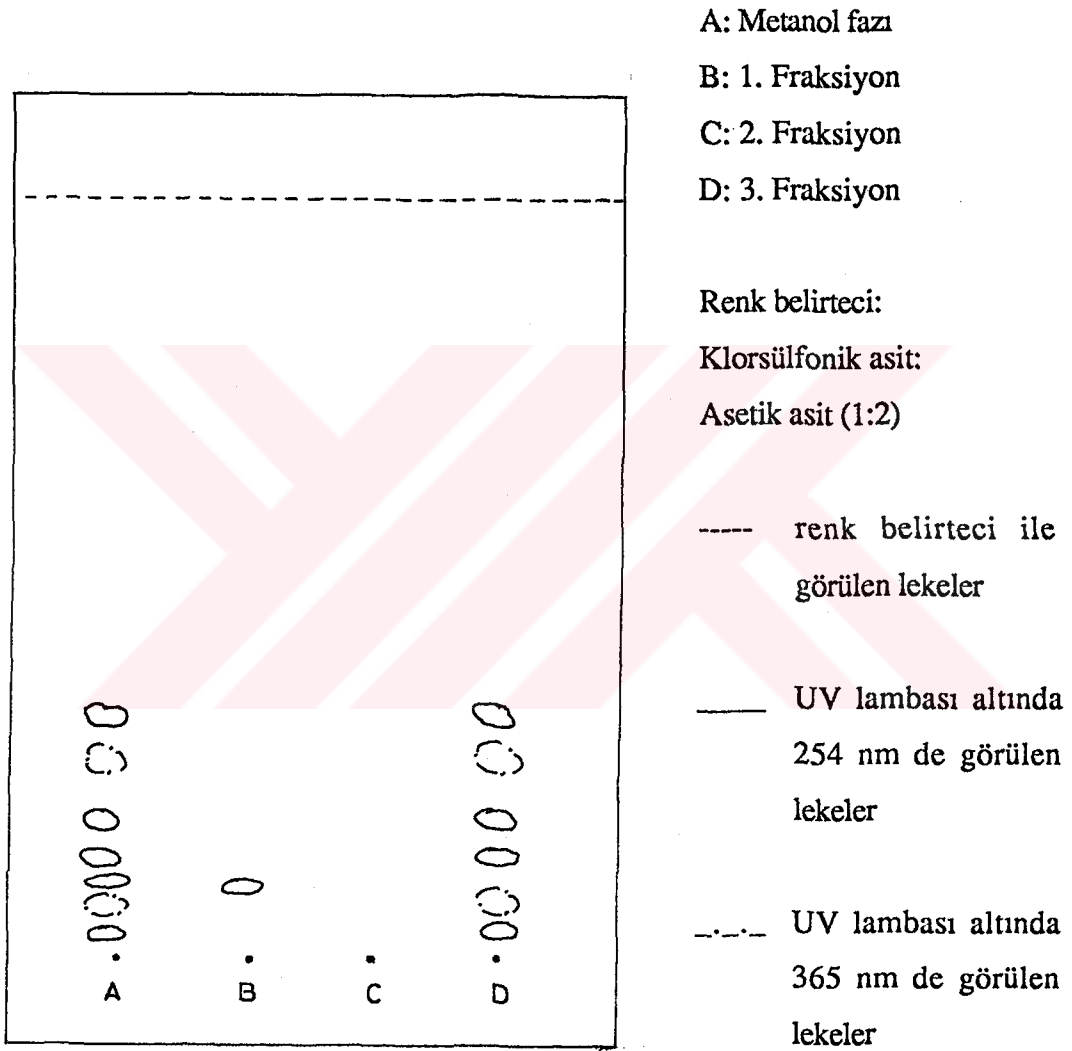 A: Metanol fazı
B: 1. Fraksiyon
C: 2. Fraksiyon
D: 3. Fraksiyon
Renk belirteci:
Klorsülfonik asit:
Asetik asit (1:2)
----- renk belirteci ile
görülen lekeler
_____ UV lambası altında
254 nm de görülen
lekeler
_._._ UV lambası altında
365 nm de görülen
lekeler
A B C D